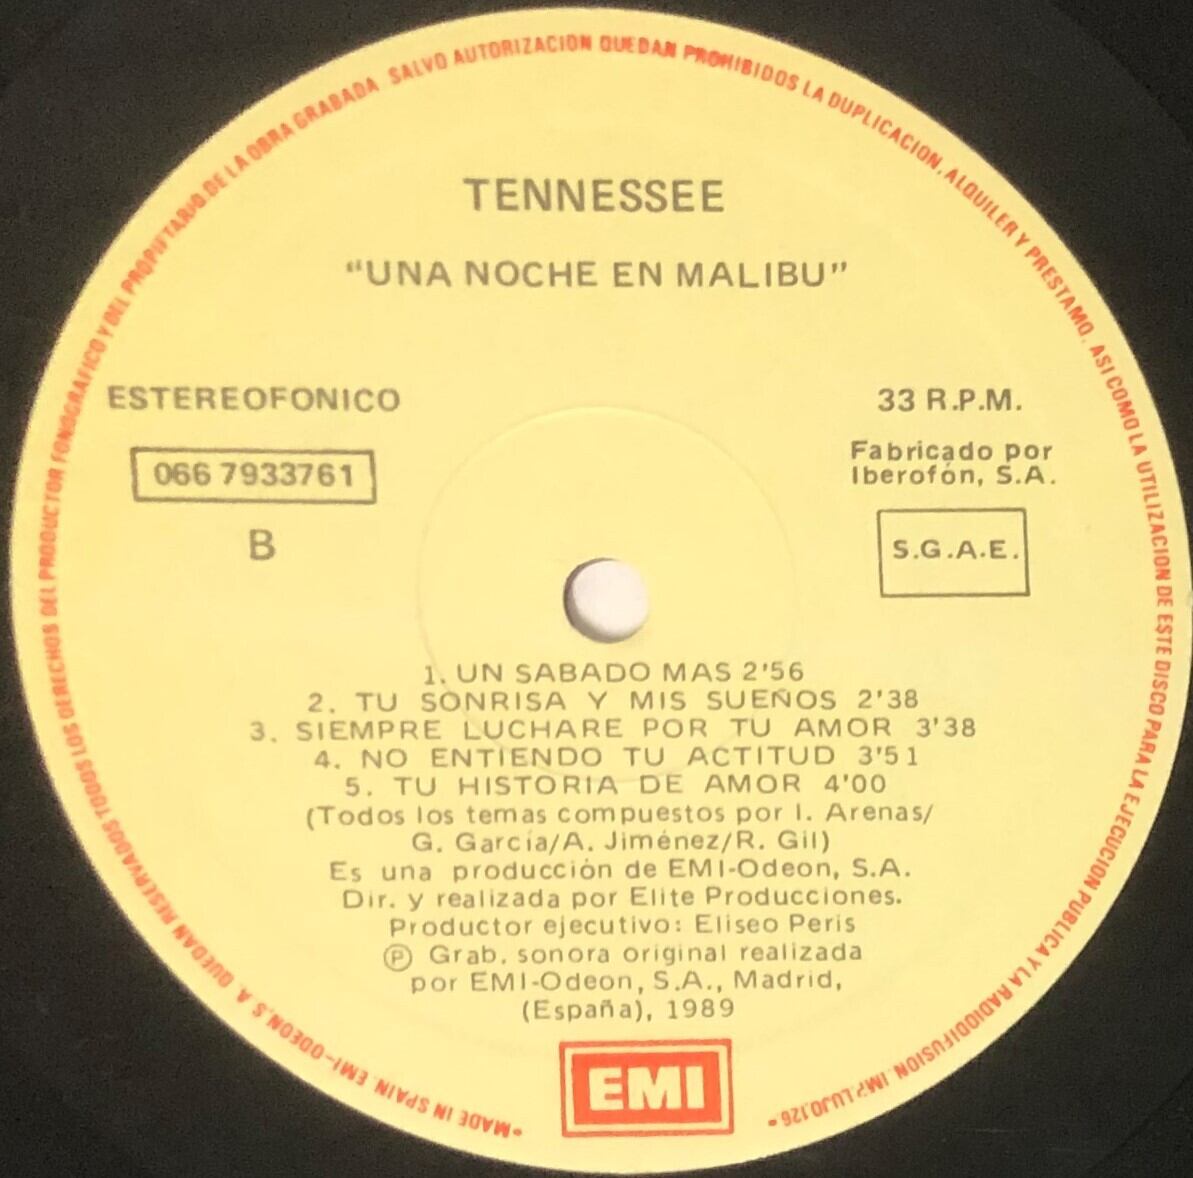 TENNESSEE
"UNA NOCHE EN MALIBU"
ESTEREOFONICO
066 7933761
B
33 R.P.M.
Fabricado por
Iberofón, S.A.
S.G.A.E.
1. UN SABADO MAS 2'56
2. TU SONRISA Y MIS SUEÑOS 2'38
3. SIEMPRE LUCHARE POR TU AMOR 3'38
4. NO ENTIENDO TU ACTITUD 3'51
5. TU HISTORIA DE AMOR 4'00
(Todos los temas compuestos por I. Arenas/
G. García/A. Jiménez/R. Gil)
Es una producción de EMI-Odeon, S.A.
Dir. y realizada por Elite Producciones.
Productor ejecutivo: Eliseo Peris
Ⓟ Grab. sonora original realizada
por EMI-Odeon, S.A., Madrid,
(España), 1989
EMI
•MADE IN SPAIN. EMI-ODEON, S.A. QUEDAN RESERVADOS TODOS LOS DERECHOS DEL PRODUCTOR FONOGRAFICO Y DEL PROPIETARIO DE LA OBRA GRABADA. SALVO AUTORIZACION QUEDAN PROHIBIDOS LA DUPLICACION, ALQUILER Y PRESTAMO, ASI COMO LA UTILIZACION DE ESTE DISCO PARA LA EJECUCION PUBLICA Y LA RADIODIFUSION. IMP. LUJO, 126•